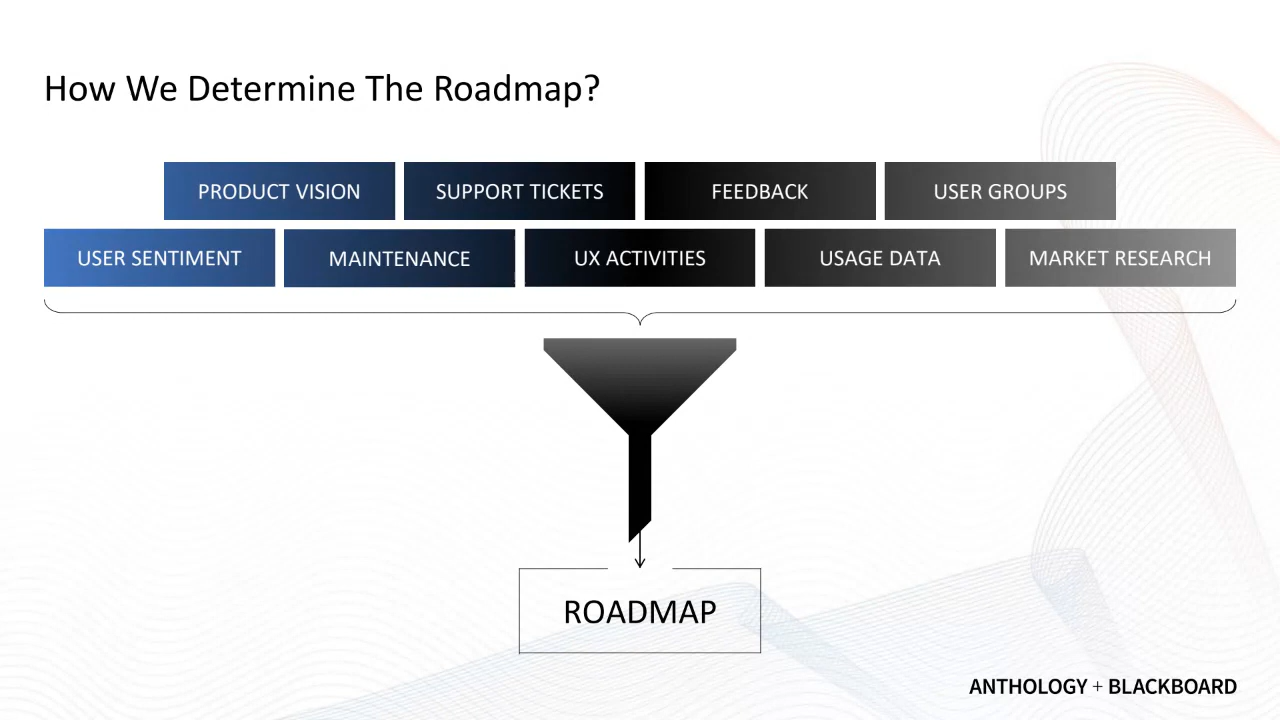 How We Determine The Roadmap?
PRODUCT VISION
SUPPORT TICKETS
FEEDBACK
USER GROUPS
USER SENTIMENT
MAINTENANCE
UX ACTIVITIES
USAGE DATA
MARKET RESEARCH
ROADMAP
ANTHOLOGY + BLACKBOARD